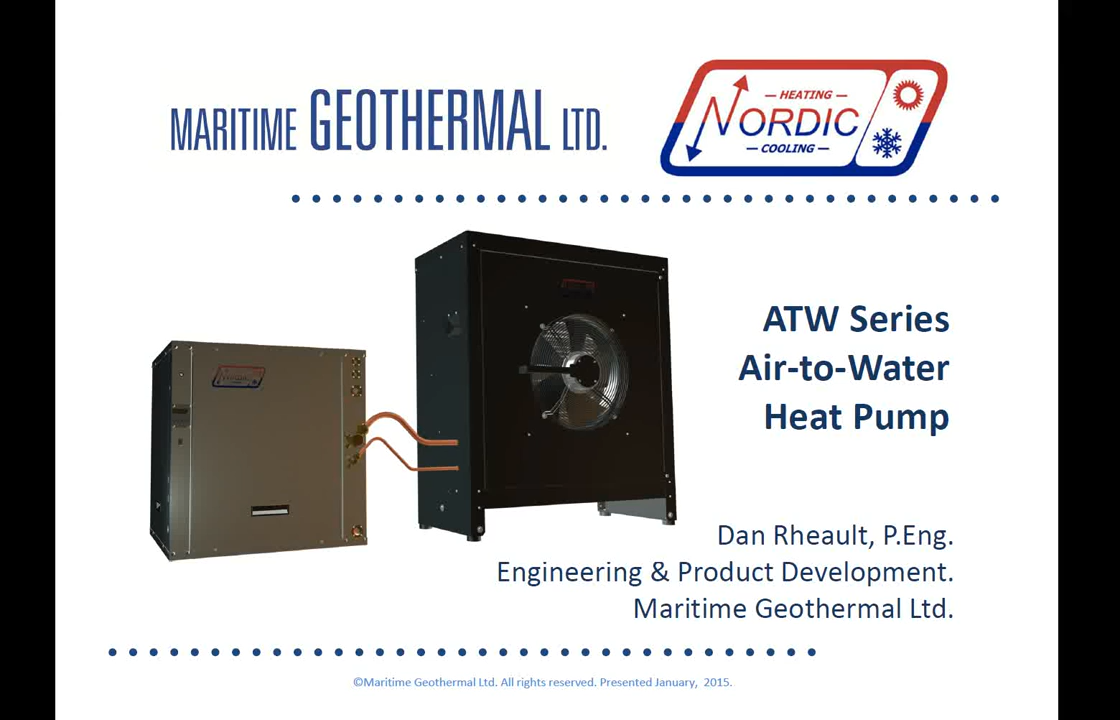 MARITIME GEOTHERMAL LTD.
— HEATING —
NORDIC
— COOLING —
ATW Series
Air-to-Water
Heat Pump
Dan Rheault, P.Eng.
Engineering & Product Development.
Maritime Geothermal Ltd.
©Maritime Geothermal Ltd. All rights reserved. Presented January, 2015.
NORDIC